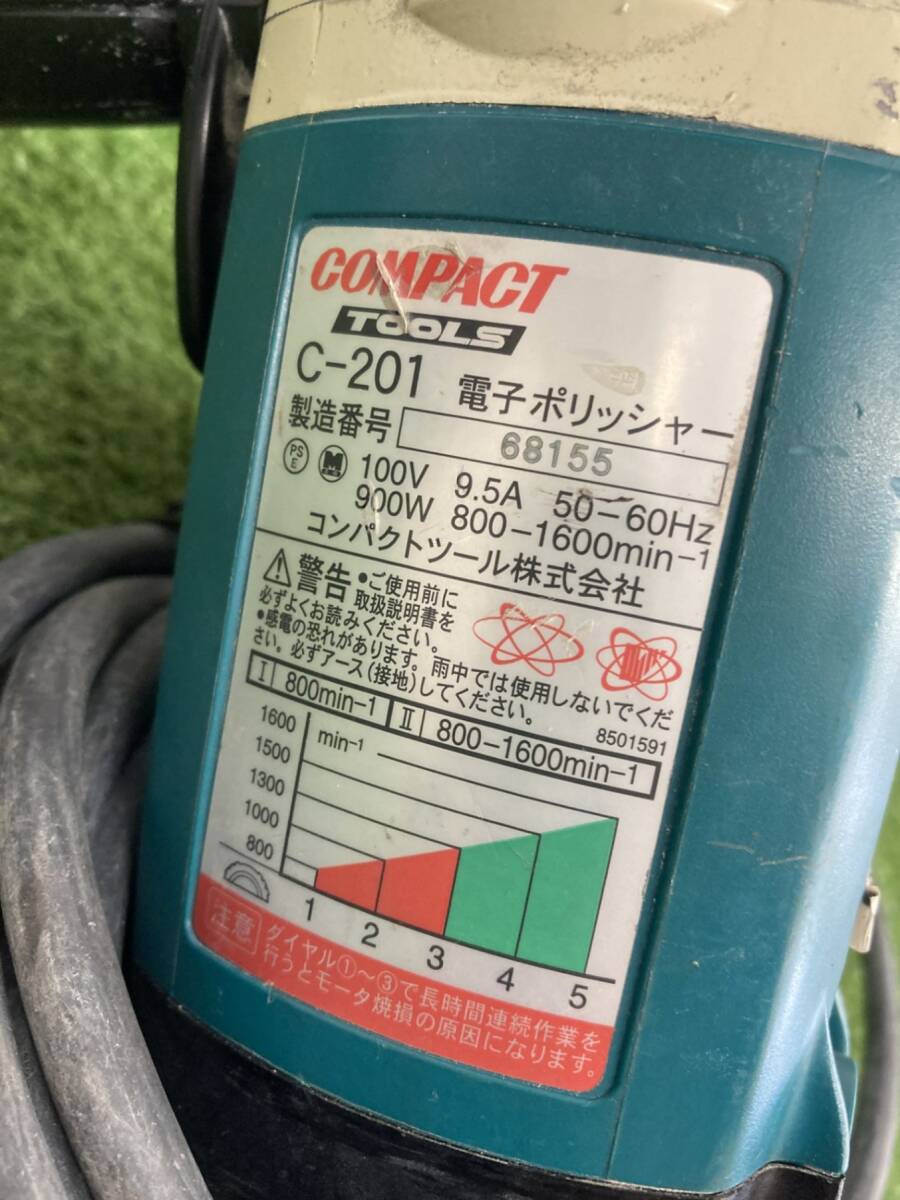 COMPACT
TOOLS
C-201 電子ポリッシャー
製造番号 68155
PS
E
100V 9.5A 50-60Hz
900W 800-1600min-1
コンパクトツール株式会社
警告 •ご使用前に
取扱説明書を
必ずよくお読みください。
•感電の恐れがあります。雨中では使用しないでくだ
さい。必ずアース(接地)してください。
8501591
I 800min-1 II 800-1600min-1
1600 min-1
1500
1300
1000
800
1 2 3 4 5
注意 ダイヤル①~③で長時間連続作業を
行うとモータ焼損の原因になります。